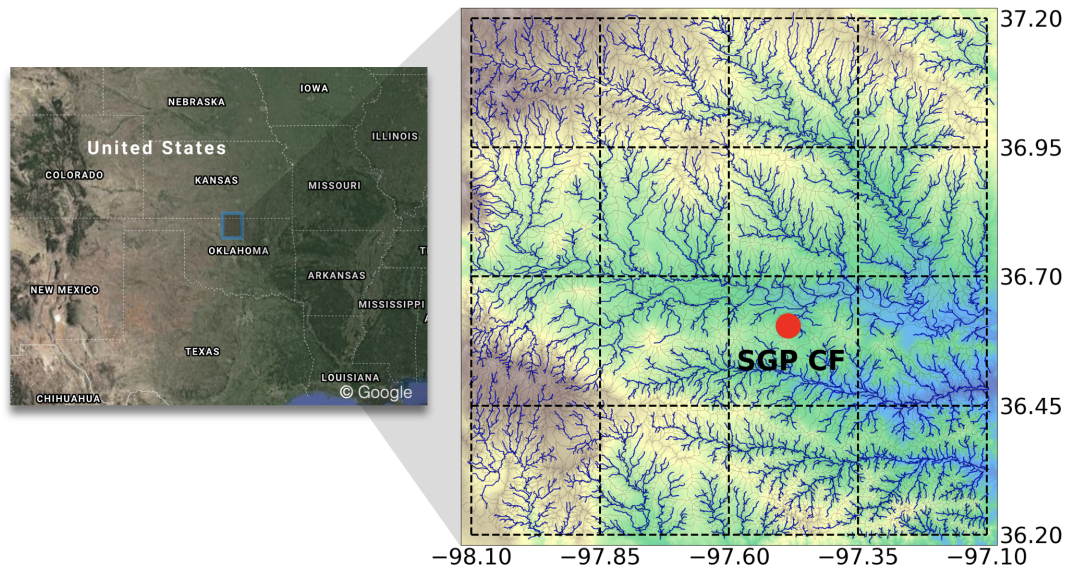 IOWA
NEBRASKA
ILLINOIS
United States
COLORADO
KANSAS
MISSOURI
OKLAHOMA
T
ARKANSAS
NEW MEXICO
MISSISSIPPI
A
TEXAS
LOUISIANA
© Google
CHIHUAHUA
37.20
36.95
36.70
SGP CF
36.45
36.20
−98.10 −97.85 −97.60 −97.35 −97.10